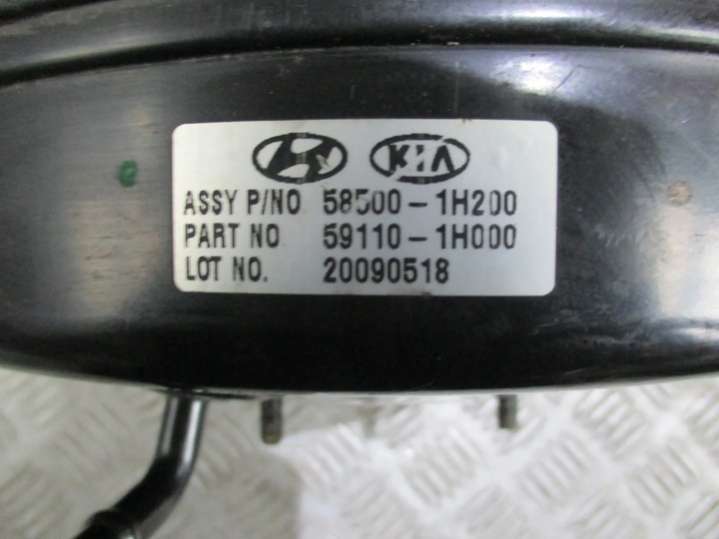 KIA
ASSY P/NO 58500-1H200
PART NO 59110-1H000
LOT NO. 20090518